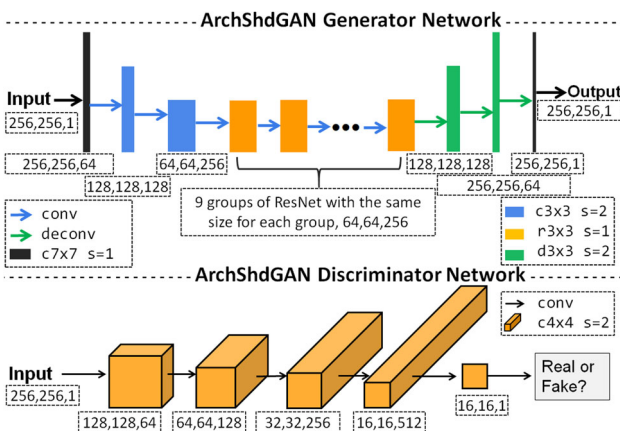 ArchShdGAN Generator Network
Input
256,256,1
256,256,64
128,128,128
64,64,256
9 groups of ResNet with the same
size for each group, 64,64,256
128,128,128
256,256,64
256,256,1
Output
256,256,1
conv
deconv
c7x7 s=1
c3x3 s=2
r3x3 s=1
d3x3 s=2
ArchShdGAN Discriminator Network
conv
c4x4 s=2
Input
256,256,1
128,128,64
64,64,128
32,32,256
16,16,512
16,16,1
Real or
Fake?